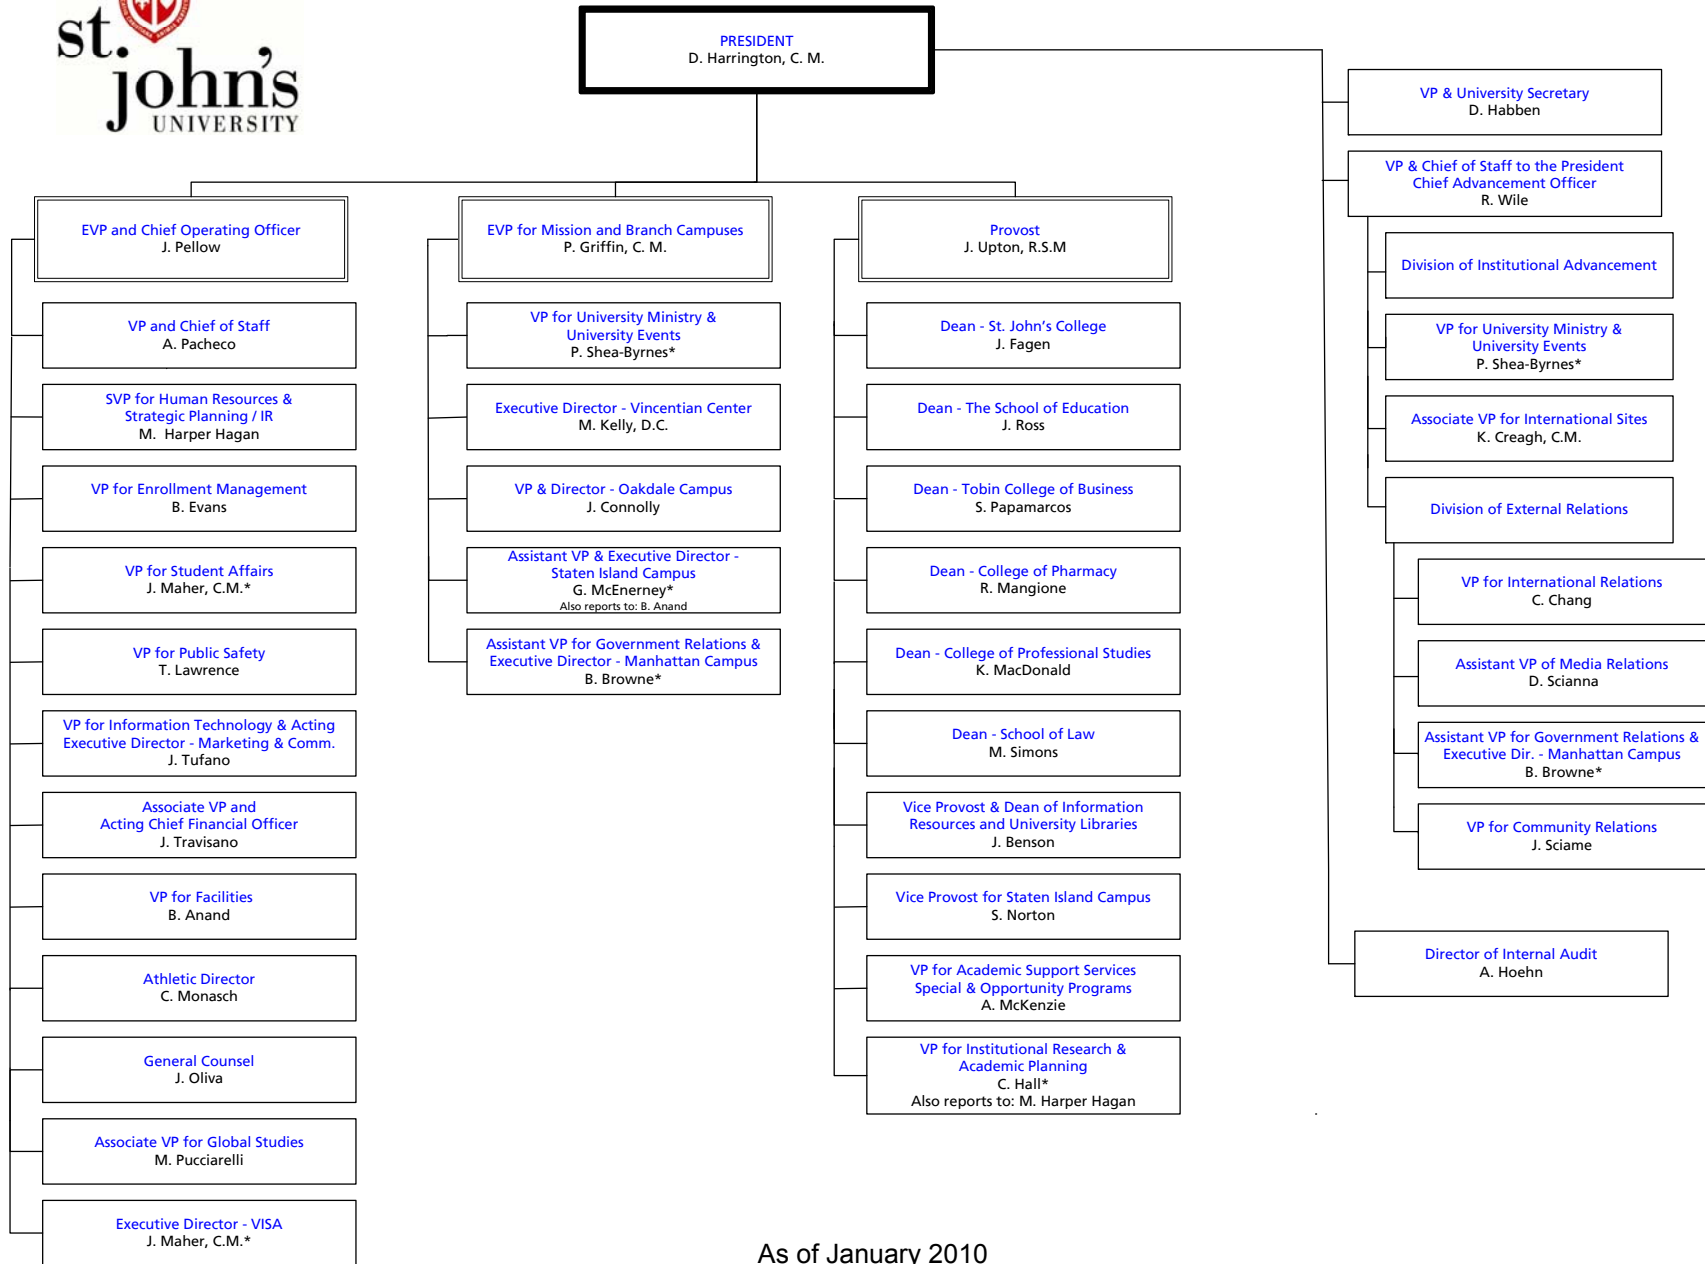 st.
john's
UNIVERSITY
PRESIDENT
D. Harrington, C. M.
EVP and Chief Operating Officer
J. Pellow
VP and Chief of Staff
A. Pacheco
SVP for Human Resources &
Strategic Planning / IR
M. Harper Hagan
VP for Enrollment Management
B. Evans
VP for Student Affairs
J. Maher, C.M.*
VP for Public Safety
T. Lawrence
VP for Information Technology & Acting
Executive Director - Marketing & Comm.
J. Tufano
Associate VP and
Acting Chief Financial Officer
J. Travisano
VP for Facilities
B. Anand
Athletic Director
C. Monasch
General Counsel
J. Oliva
Associate VP for Global Studies
M. Pucciarelli
Executive Director - VISA
J. Maher, C.M.*
EVP for Mission and Branch Campuses
P. Griffin, C. M.
VP for University Ministry &
University Events
P. Shea-Byrnes*
Executive Director - Vincentian Center
M. Kelly, D.C.
VP & Director - Oakdale Campus
J. Connolly
Assistant VP & Executive Director -
Staten Island Campus
G. McEnerney*
Also reports to: B. Anand
Assistant VP for Government Relations &
Executive Director - Manhattan Campus
B. Browne*
Provost
J. Upton, R.S.M
Dean - St. John’s College
J. Fagen
Dean - The School of Education
J. Ross
Dean - Tobin College of Business
S. Papamarcos
Dean - College of Pharmacy
R. Mangione
Dean - College of Professional Studies
K. MacDonald
Dean - School of Law
M. Simons
Vice Provost & Dean of Information
Resources and University Libraries
J. Benson
Vice Provost for Staten Island Campus
S. Norton
VP for Academic Support Services
Special & Opportunity Programs
A. McKenzie
VP for Institutional Research &
Academic Planning
C. Hall*
Also reports to: M. Harper Hagan
VP & University Secretary
D. Habben
VP & Chief of Staff to the President
Chief Advancement Officer
R. Wile
Division of Institutional Advancement
VP for University Ministry &
University Events
P. Shea-Byrnes*
Associate VP for International Sites
K. Creagh, C.M.
Division of External Relations
VP for International Relations
C. Chang
Assistant VP of Media Relations
D. Scianna
Assistant VP for Government Relations &
Executive Dir. - Manhattan Campus
B. Browne*
VP for Community Relations
J. Sciame
Director of Internal Audit
A. Hoehn
.
As of January 2010